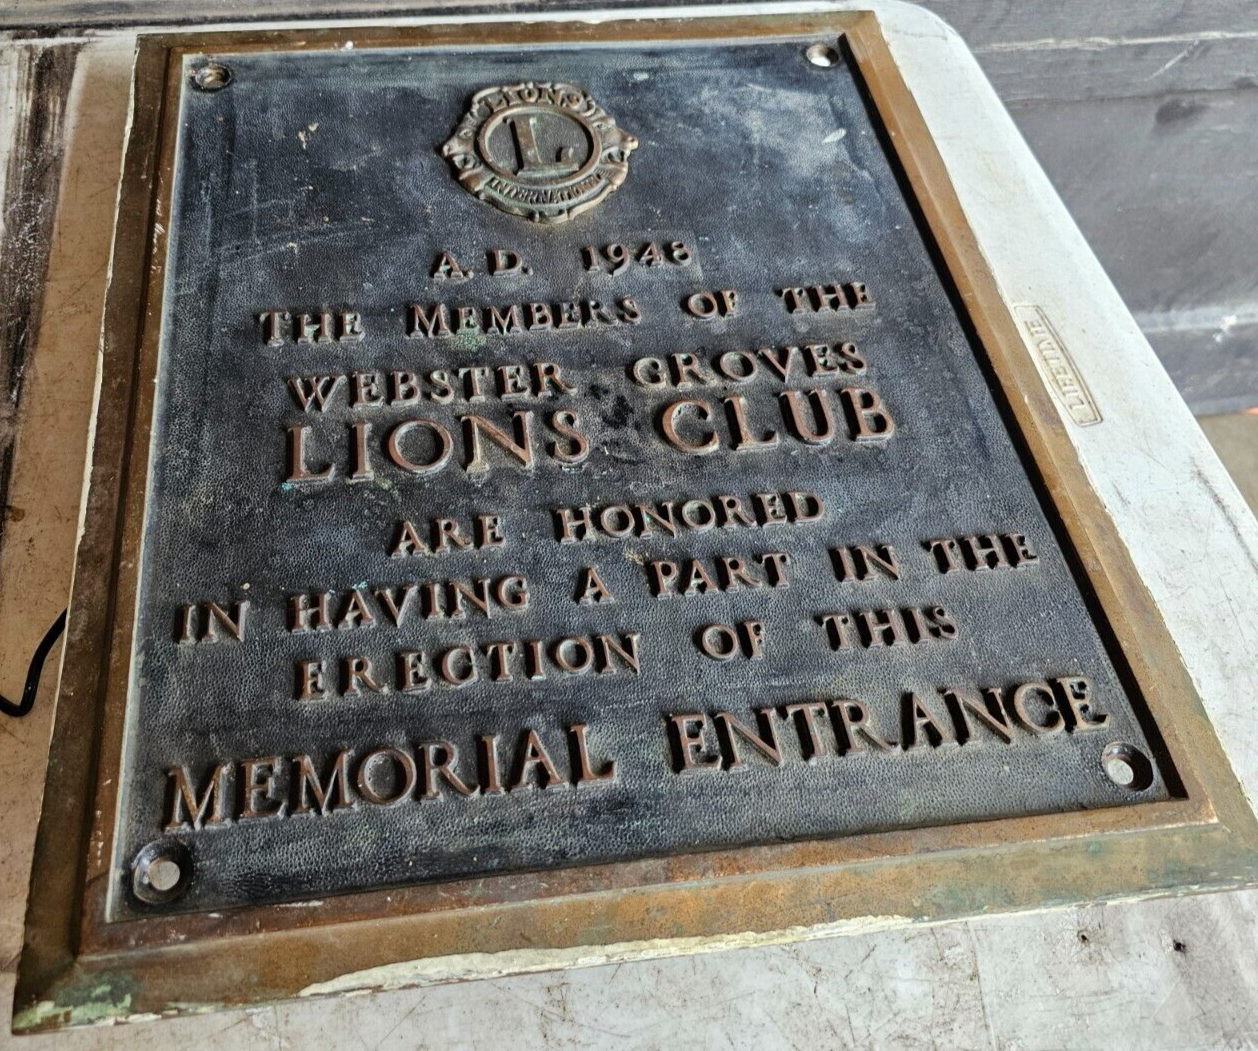 LIONS
L
INTERNATIONAL
A. D. 1948
THE MEMBERS OF THE
WEBSTER GROVES
LIONS CLUB
ARE HONORED
IN HAVING A PART IN THE
ERECTION OF THIS
MEMORIAL ENTRANCE
LIFETIME